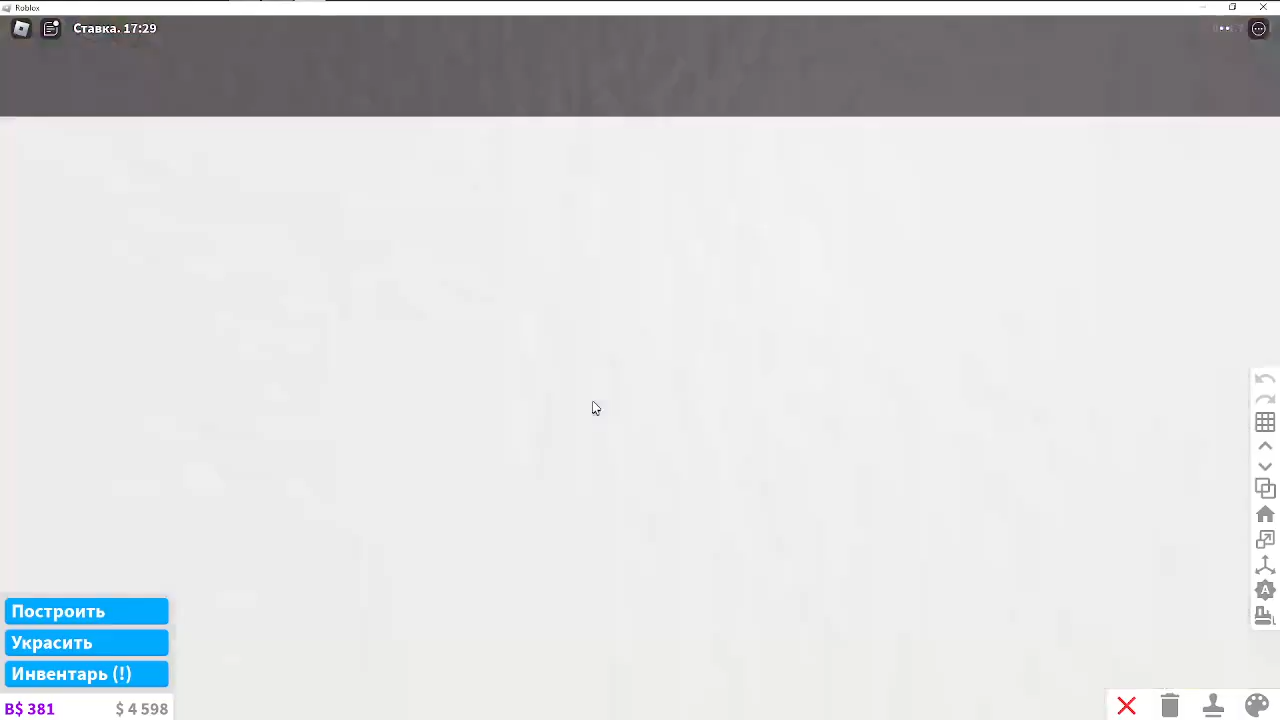 Roblox
Ставка. 17:29
Построить
Украсить
Инвентарь (!)
B$ 381
$ 4 598
A